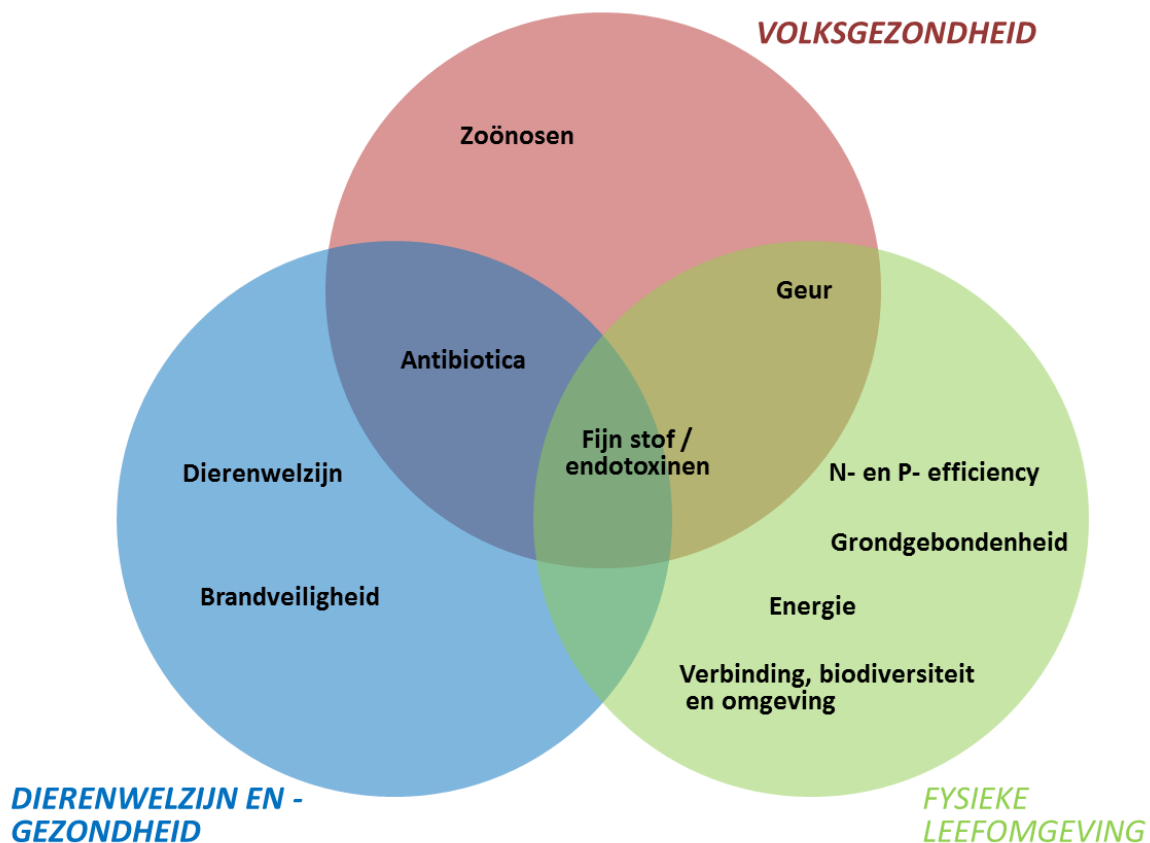 VOLKSGEZONDHEID
Zoönosen
Geur
Antibiotica
Fijn stof /
endotoxinen
Dierenwelzijn
N- en P- efficiency
Grondgebondenheid
Brandveiligheid
Energie
Verbinding, biodiversiteit
en omgeving
DIERENWELZIJN EN -
GEZONDHEID
FYSIEKE
LEEFOMGEVING